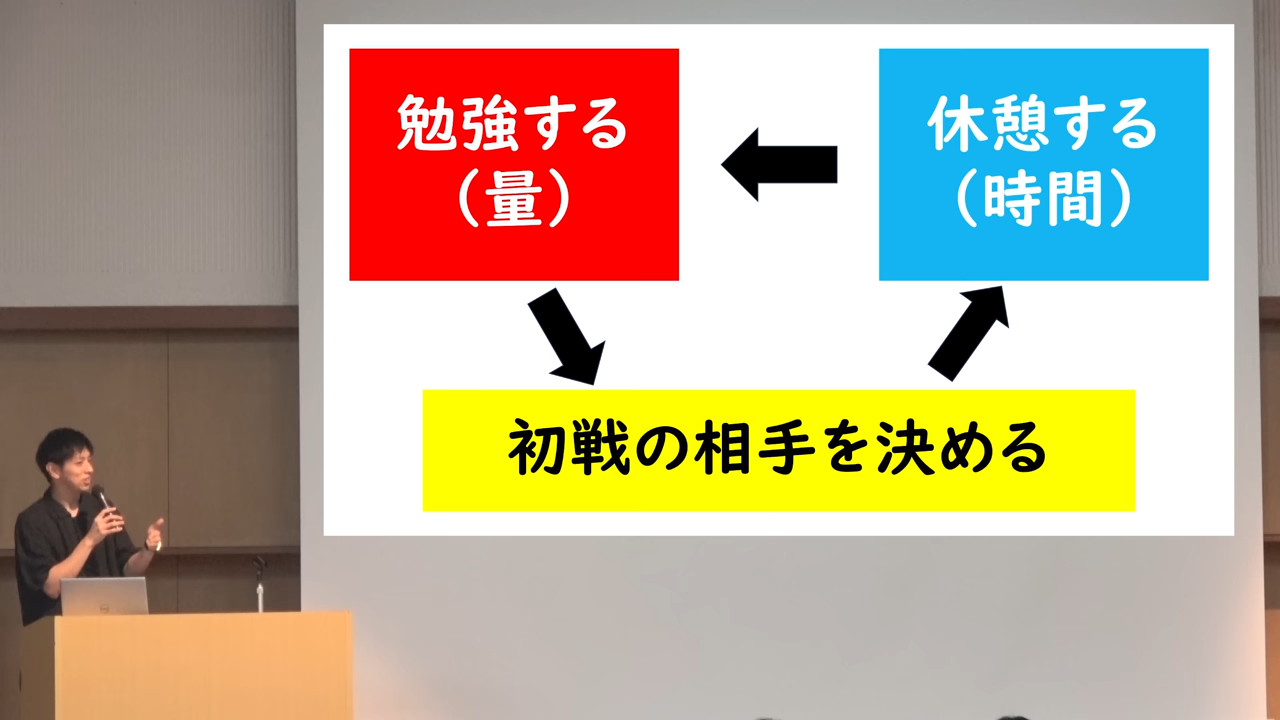 勉強する
（量）
休憩する
（時間）
初戦の相手を決める